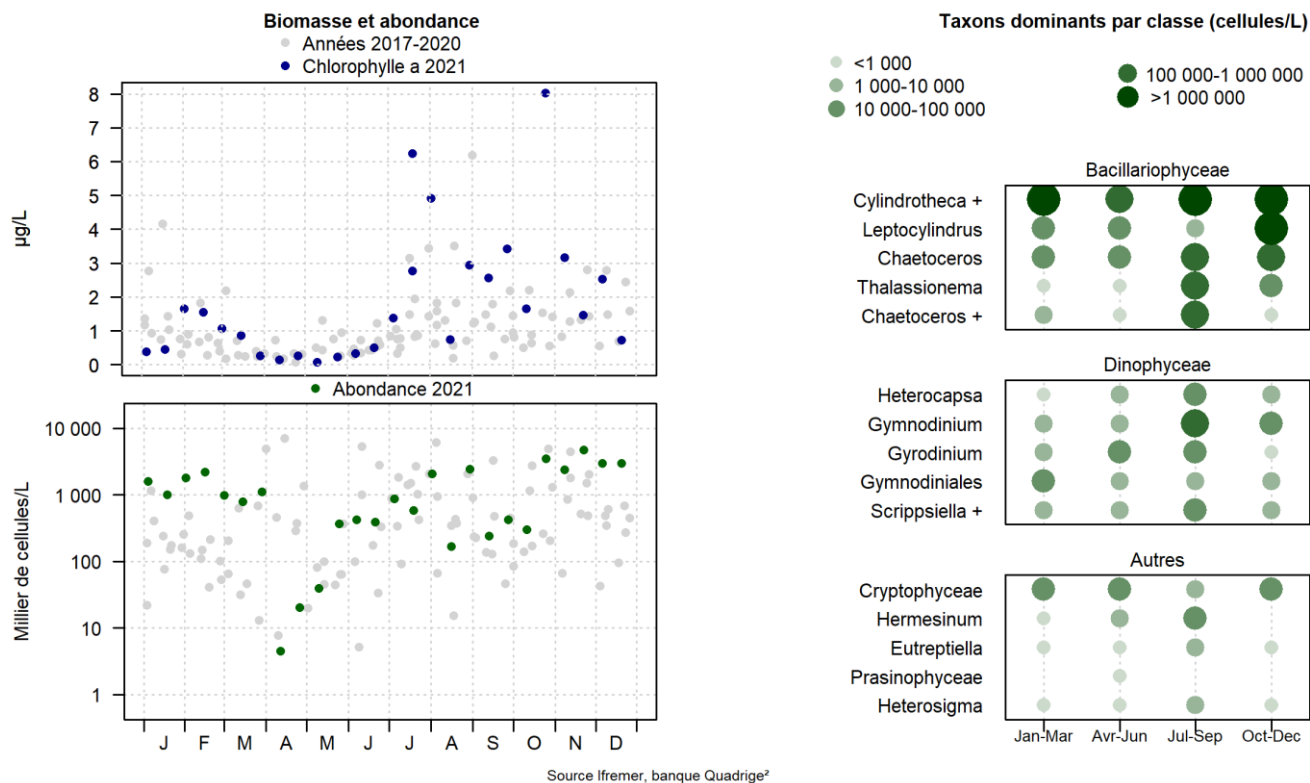 Biomasse et abondance
Années 2017-2020
Chlorophylle a 2021
µg/L
8
7
6
5
4
3
2
1
0
Abondance 2021
Millier de cellules/L
10 000
1 000
100
10
1
J F M A M J J A S O N D
Taxons dominants par classe (cellules/L)
<1 000
1 000-10 000
10 000-100 000
100 000-1 000 000
>1 000 000
Bacillariophyceae
Cylindrotheca +
Leptocylindrus
Chaetoceros
Thalassionema
Chaetoceros +
Dinophyceae
Heterocapsa
Gymnodinium
Gyrodinium
Gymnodiniales
Scrippsiella +
Autres
Cryptophyceae
Hermesinum
Eutreptiella
Prasinophyceae
Heterosigma
Jan-Mar Avr-Jun Jul-Sep Oct-Dec
Source Ifremer, banque Quadrige²